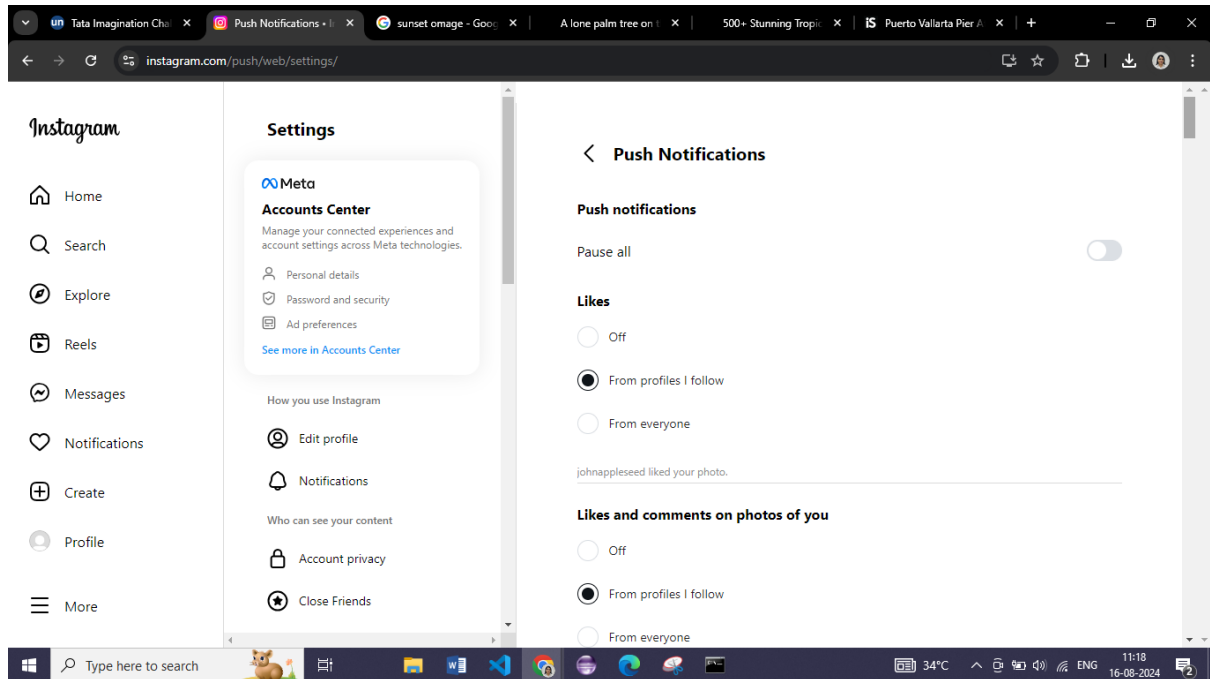 Tata Imagination Chal
Push Notifications • I
sunset omage - Goog
A lone palm tree on t
500+ Stunning Tropic
iS Puerto Vallarta Pier A
instagram.com/push/web/settings/
Instagram
Home
Search
Explore
Reels
Messages
Notifications
Create
Profile
More
Settings
Meta
Accounts Center
Manage your connected experiences and
account settings across Meta technologies.
Personal details
Password and security
Ad preferences
See more in Accounts Center
How you use Instagram
Edit profile
Notifications
Who can see your content
Account privacy
Close Friends
Push Notifications
Push notifications
Pause all
Likes
Off
From profiles I follow
From everyone
johnappleseed liked your photo.
Likes and comments on photos of you
Off
From profiles I follow
From everyone
Type here to search
34°C
ENG
11:18
16-08-2024
2